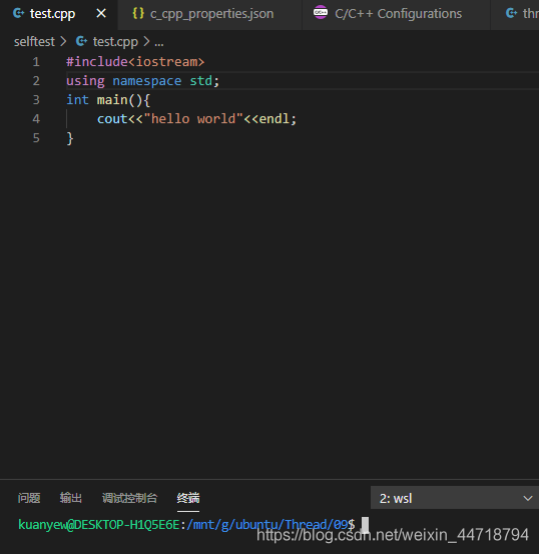 test.cpp × {} c_cpp_properties.json C/C++ Configurations thr
selftest > test.cpp > ...
1 #include<iostream>
2 using namespace std;
3 int main(){
4 cout<<"hello world"<<endl;
5 }
问题 输出 调试控制台 终端 2: wsl
kuanyew@DESKTOP-H1Q5E6E:/mnt/g/ubuntu/Thread/09$
https://blog.csdn.net/weixin_44718794